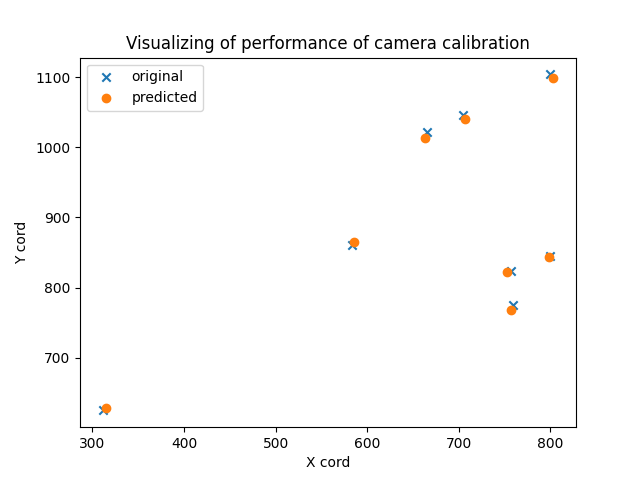 Visualizing of performance of camera calibration
original
predicted
1100
1000
900
800
700
Y cord
300 400 500 600 700 800
X cord